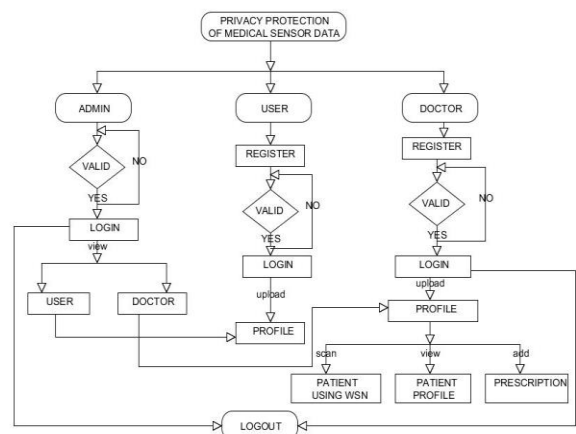 PRIVACY PROTECTION
OF MEDICAL SENSOR DATA
ADMIN
USER
DOCTOR
REGISTER
REGISTER
VALID
NO
VALID
NO
VALID
NO
YES
YES
YES
LOGIN
LOGIN
LOGIN
view
upload
upload
USER
DOCTOR
PROFILE
PROFILE
scan
view
add
PATIENT
USING WSN
PATIENT
PROFILE
PRESCRIPTION
LOGOUT